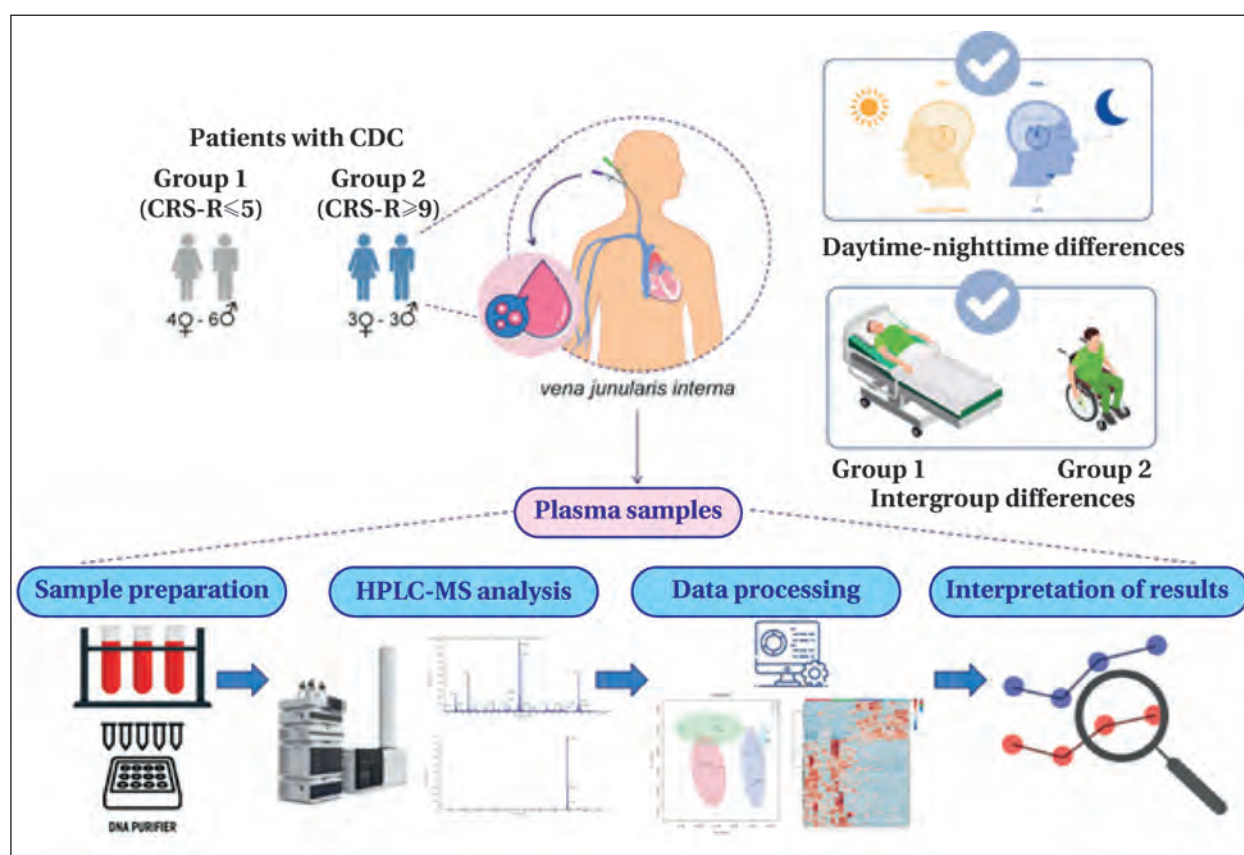 Patients with CDC
Group 1
(CRS-R⩽5)
Group 2
(CRS-R⩾9)
4♀ - 6♂
3♀ - 3♂
vena junularis interna
Daytime-nighttime differences
Group 1
Group 2
Intergroup differences
Plasma samples
Sample preparation
HPLC-MS analysis
Data processing
Interpretation of results
DNA PURIFIER